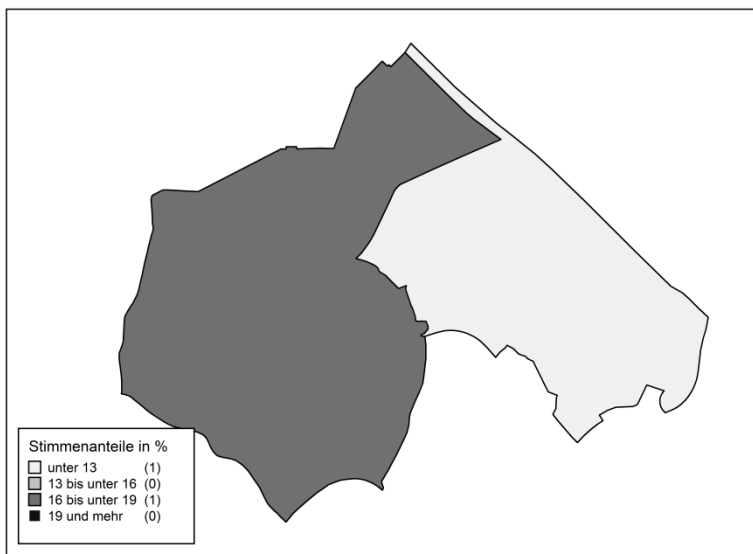 Stimmenanteile in %
unter 13 (1)
13 bis unter 16 (0)
16 bis unter 19 (1)
19 und mehr (0)